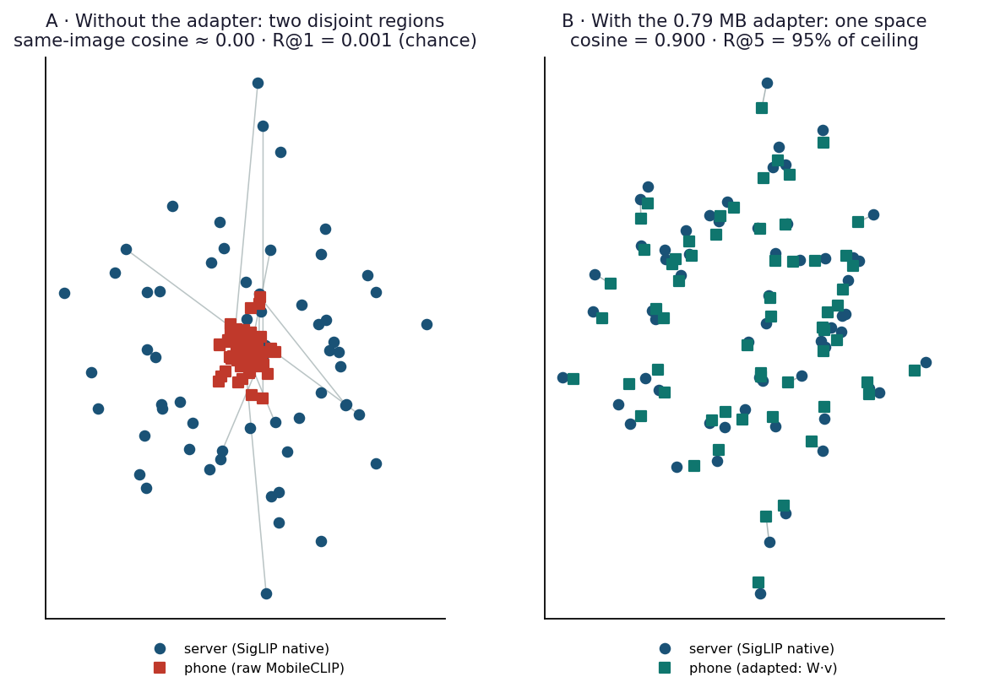 A · Without the adapter: two disjoint regions
same-image cosine ≈ 0.00 · R@1 = 0.001 (chance)
B · With the 0.79 MB adapter: one space
cosine = 0.900 · R@5 = 95% of ceiling
server (SigLIP native)
phone (raw MobileCLIP)
server (SigLIP native)
phone (adapted: W·v)